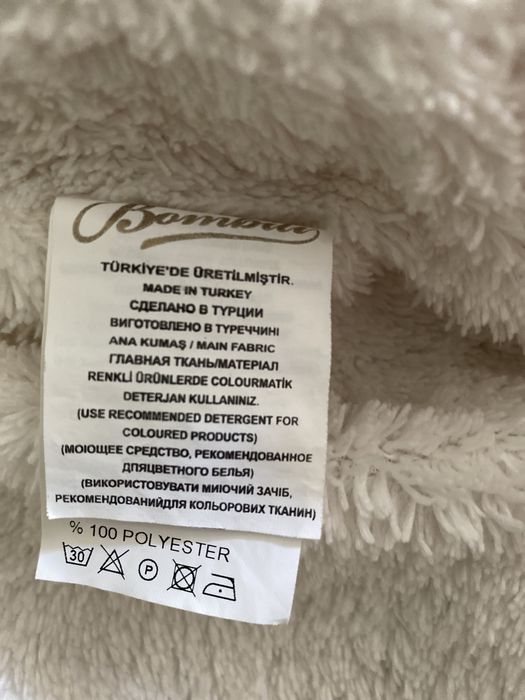 TÜRKİYE'DE ÜRETİLMİŞTİR.
MADE IN TURKEY
СДЕЛАНО В ТУРЦИИ
ВИГОТОВЛЕНО В ТУРЕЧЧИНІ
ANA KUMAŞ / MAIN FABRIC
ГЛАВНАЯ ТКАНЬ/МАТЕРІАЛ
RENKLİ ÜRÜNLERDE COLOURMATİK
DETERJAN KULLANINIZ.
(USE RECOMMENDED DETERGENT FOR
COLOURED PRODUCTS)
(МОЮЩЕЕ СРЕДСТВО, РЕКОМЕНДОВАННОЕ
ДПЯЦВЕТНОГО БЕЛЬЯ)
(ВИКОРИСТОВУВАТИ МИЮЧИЙ ЗАЧІБ,
РЕКОМЕНДОВАНИЙДЛЯ КОЛЬОРОВИХ ТКАНИН)
% 100 POLYESTER
30 P